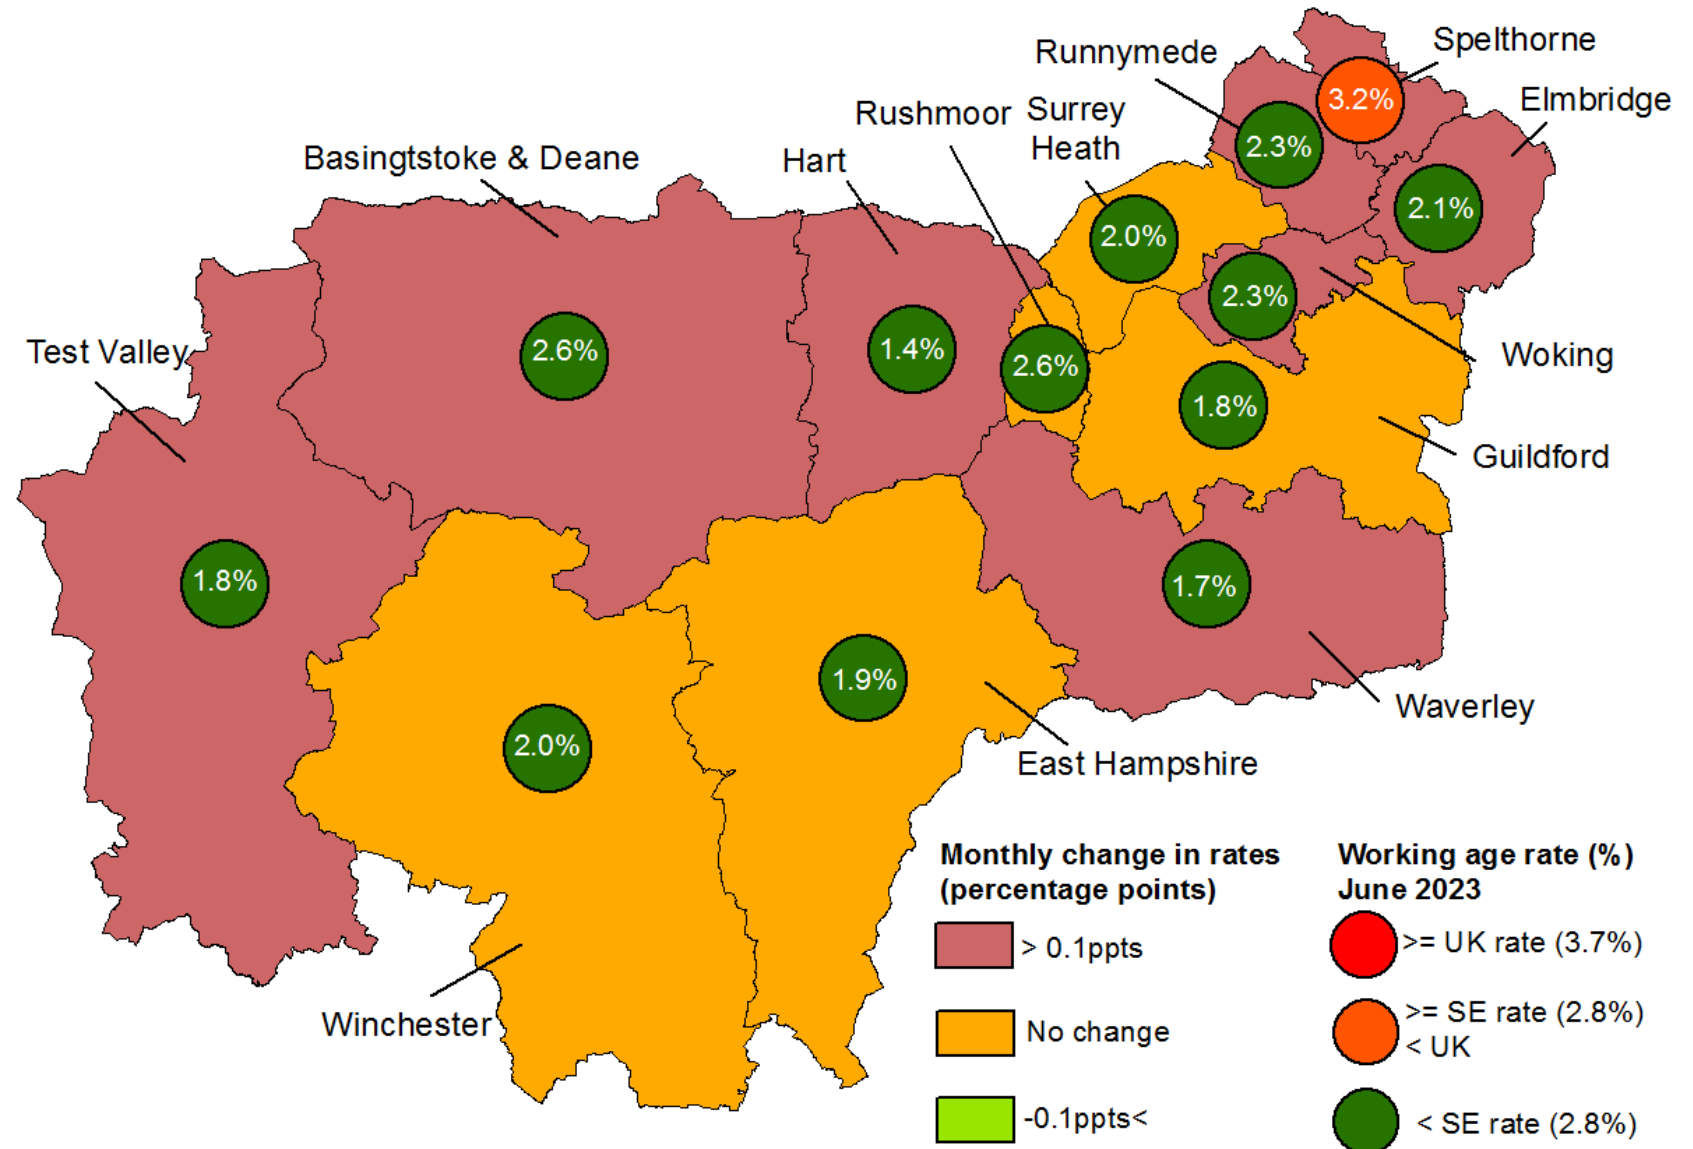 Spelthorne
Runnymede
3.2%
Elmbridge
Rushmoor
Surrey
Heath
2.3%
Basingtstoke & Deane
Hart
2.1%
2.0%
2.3%
Test Valley
2.6%
1.4%
2.6%
Woking
1.8%
Guildford
1.8%
1.7%
1.9%
Waverley
2.0%
East Hampshire
Winchester
Monthly change in rates
(percentage points)
> 0.1ppts
No change
-0.1ppts<
Working age rate (%)
June 2023
>= UK rate (3.7%)
>= SE rate (2.8%)
< UK
< SE rate (2.8%)